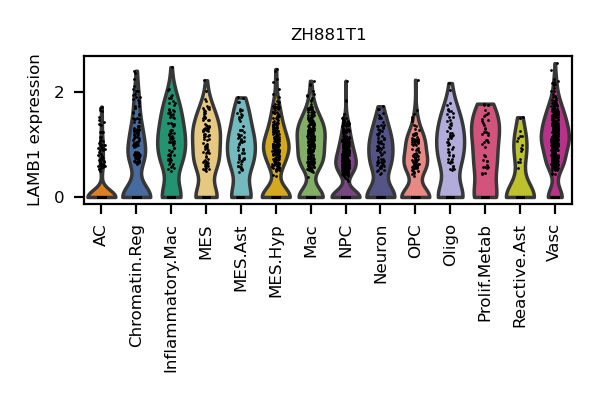 ZH881T1
LAMB1 expression
2
0
AC
Chromatin.Reg
Inflammatory.Mac
MES
MES.Ast
MES.Hyp
Mac
NPC
Neuron
OPC
Oligo
Prolif.Metab
Reactive.Ast
Vasc